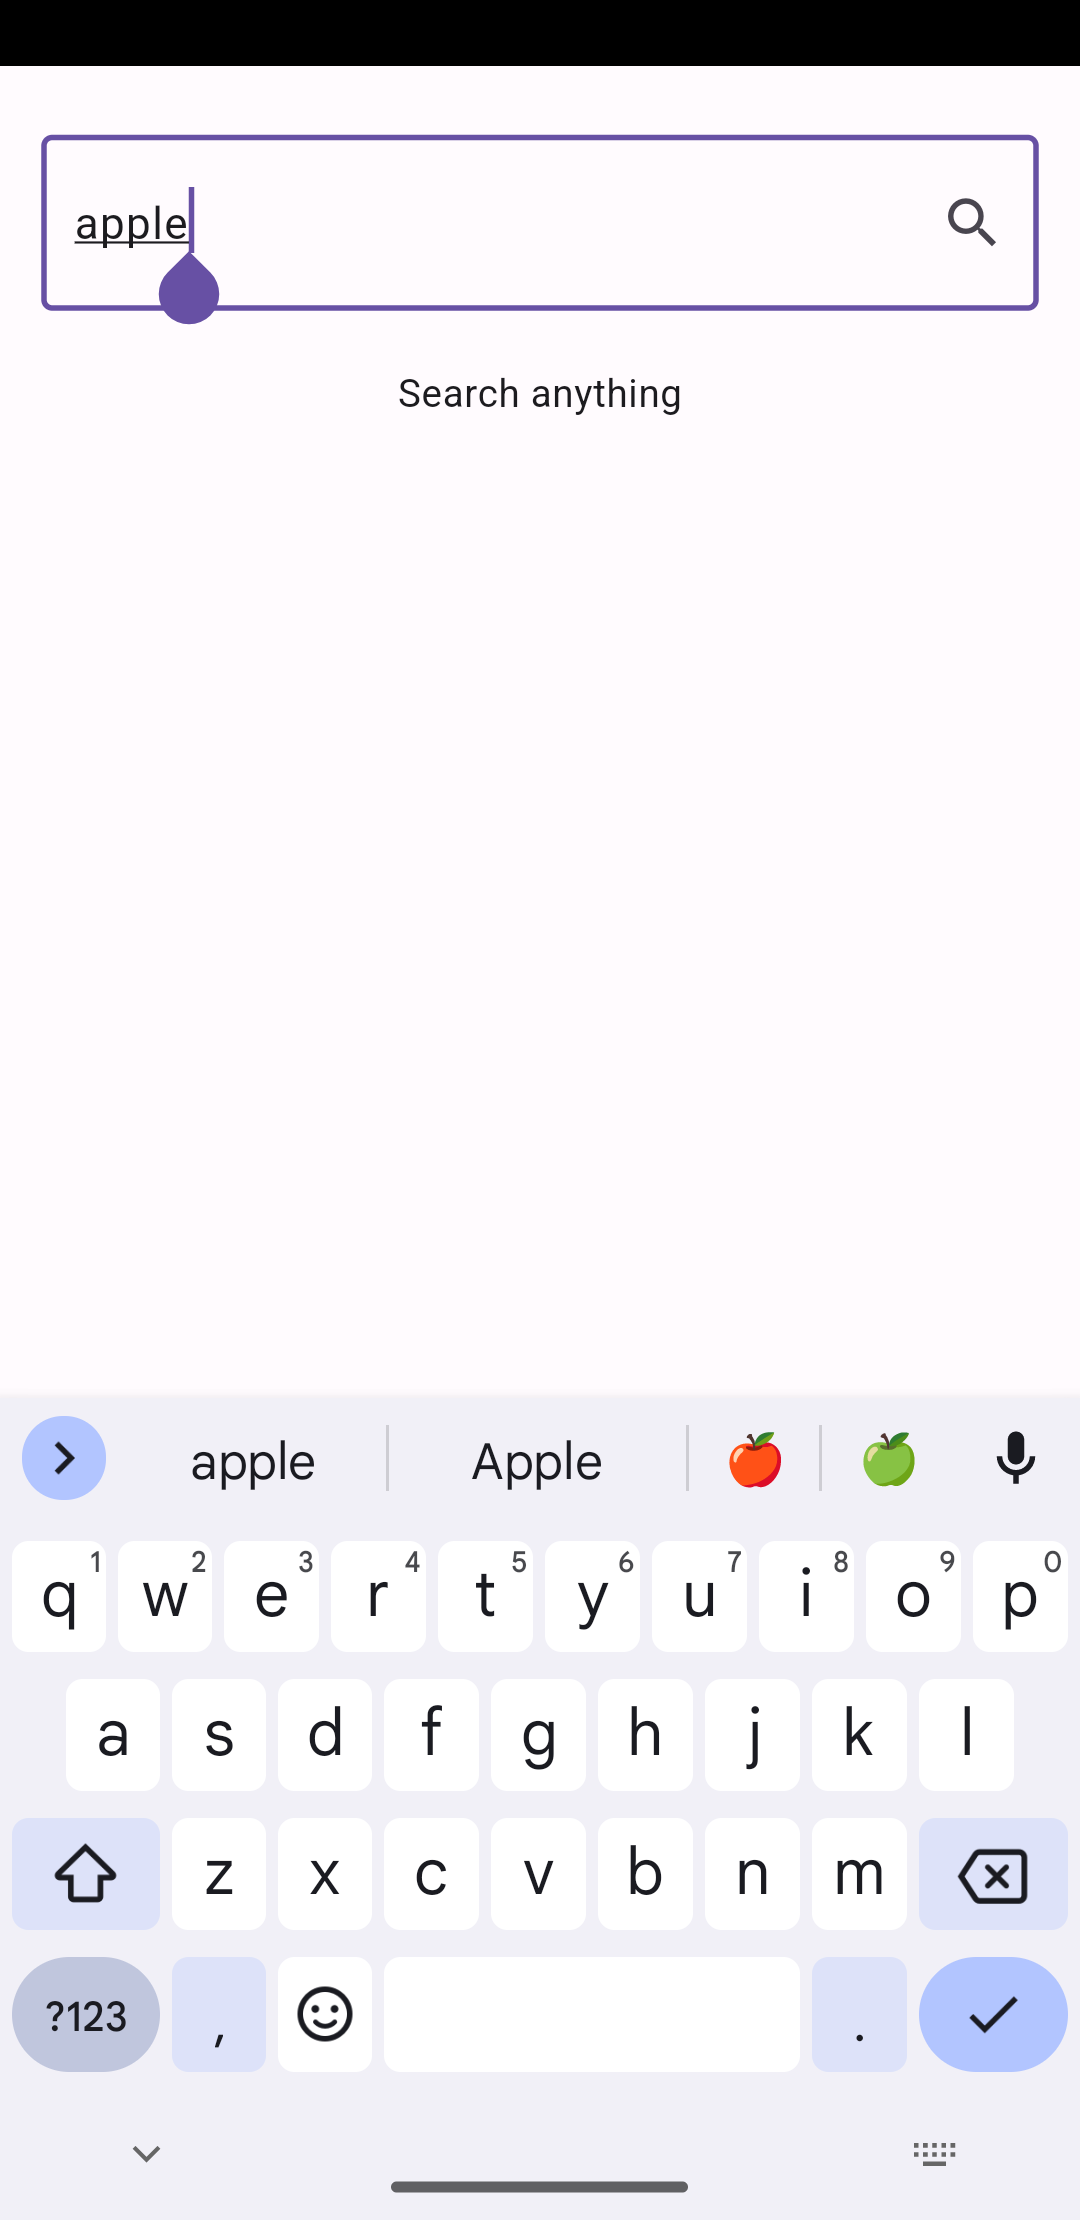 apple
Search anything
apple Apple
q 1 w 2 e 3 r 4 t 5 y 6 u 7 i 8 o 9 p 0
a s d f g h j k l
z x c v b n m
?123 , .